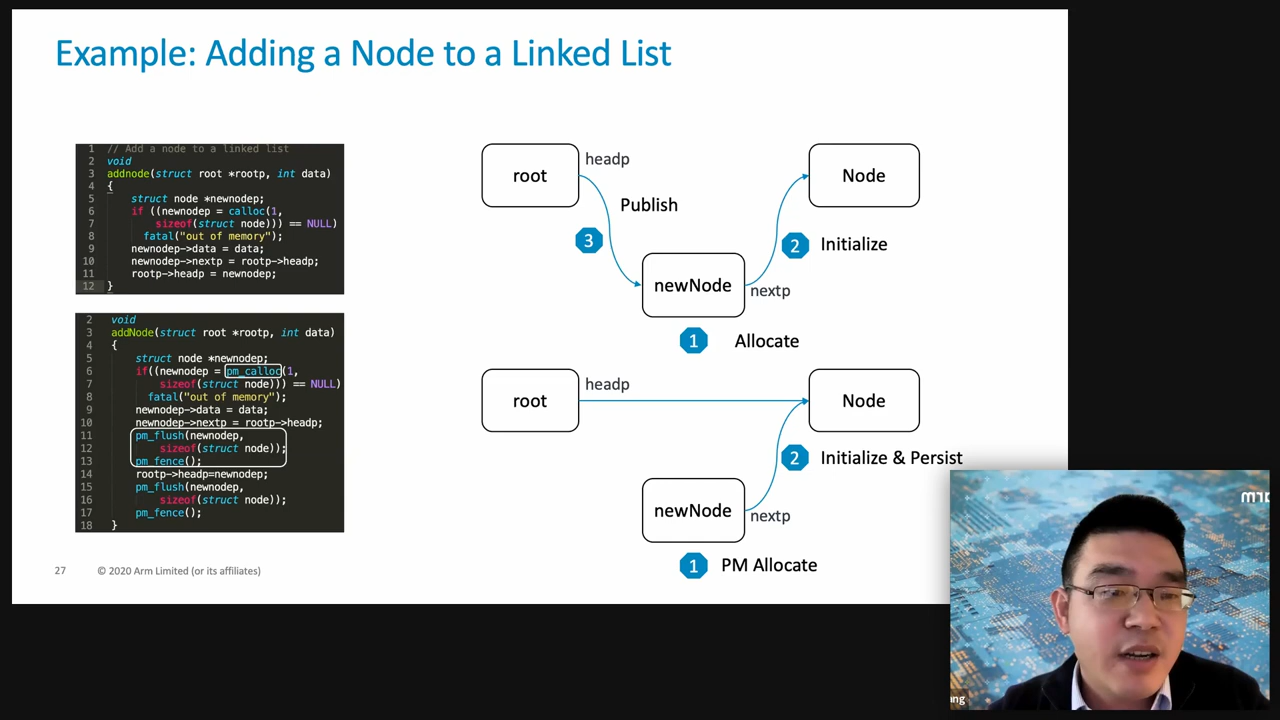 Example: Adding a Node to a Linked List
1 // Add a node to a linked list
2 void
3 addnode(struct root *rootp, int data)
4 {
5 struct node *newnodep;
6 if ((newnodep = calloc(1,
7 sizeof(struct node))) == NULL)
8 fatal("out of memory");
9 newnodep->data = data;
10 newnodep->nextp = rootp->headp;
11 rootp->headp = newnodep;
12 }
2 void
3 addNode(struct root *rootp, int data)
4 {
5 struct node *newnodep;
6 if((newnodep = pm_calloc(1,
7 sizeof(struct node))) == NULL)
8 fatal("out of memory");
9 newnodep->data = data;
10 newnodep->nextp = rootp->headp;
11 pm_flush(newnodep,
12 sizeof(struct node));
13 pm_fence();
14 rootp->headp=newnodep;
15 pm_flush(newnodep,
16 sizeof(struct node));
17 pm_fence();
18 }
root
headp
Node
Publish
3
2 Initialize
newNode
nextp
1 Allocate
root
headp
Node
2 Initialize & Persist
newNode
nextp
1 PM Allocate
27 © 2020 Arm Limited (or its affiliates)
ang